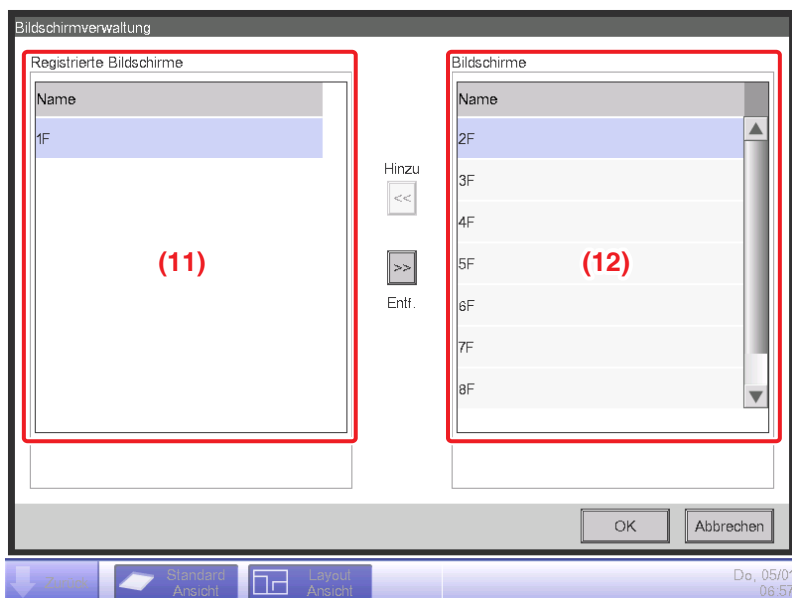 Bildschirmverwaltung
Registrierte Bildschirme
Name
1F
(11)
Hinzu
<<
>>
Entf.
Bildschirme
Name
2F
3F
4F
5F
(12)
6F
7F
8F
OK
Abbrechen
Standard
Ansicht
Layout
Ansicht
Do, 05/01
06:57